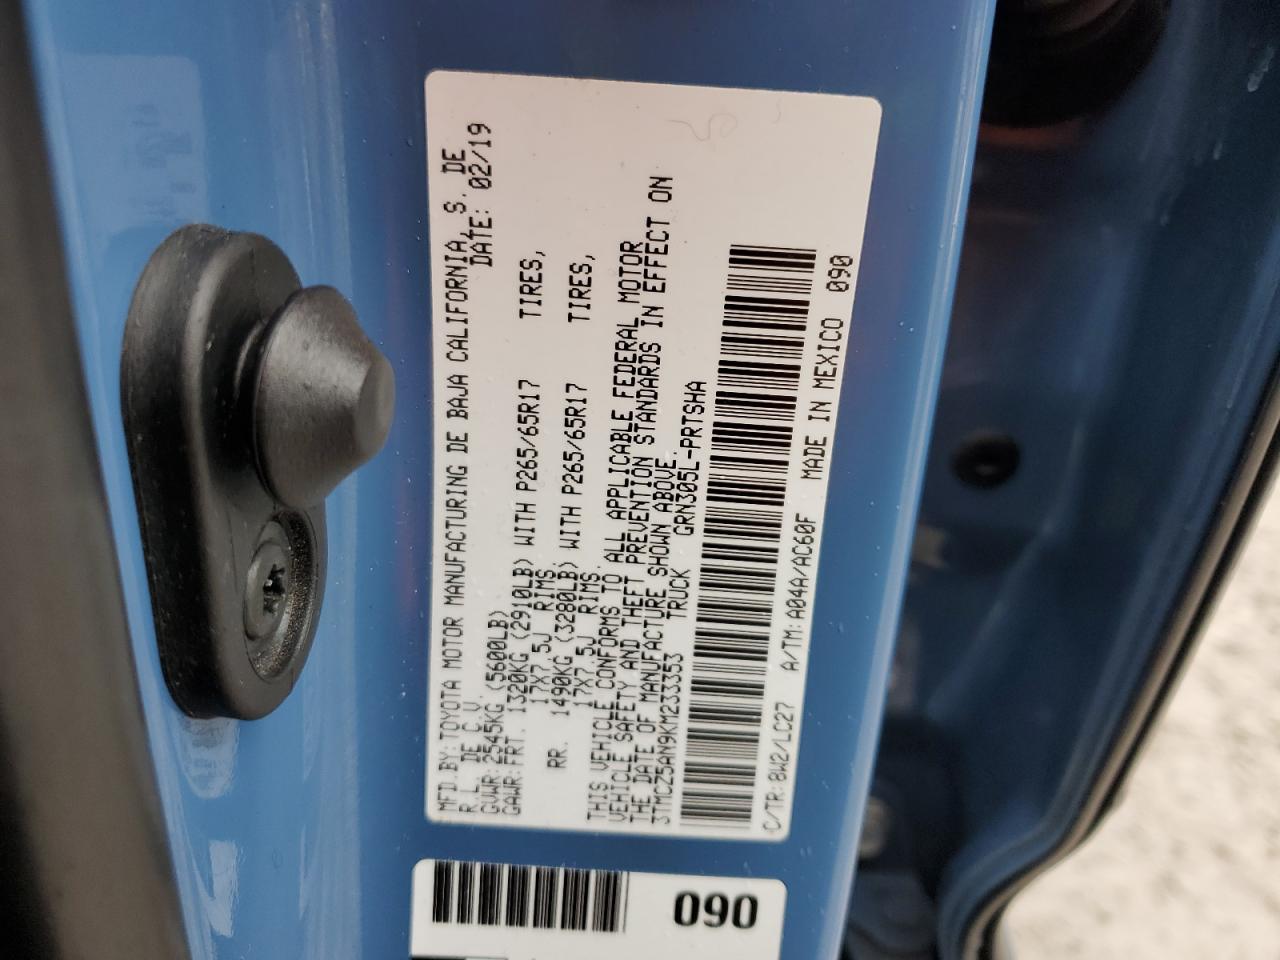 MFD.BY: TOYOTA MOTOR MANUFACTURING DE BAJA CALIFORNIA, S. DE
R.L. DE C.V. DATE: 02/19
GVWR: 2545KG (5600LB)
GAWR: FRT. 1320KG (2910LB) WITH P265/65R17 TIRES,
17X7.5J RIMS,
RR. 1490KG (3280LB) WITH P265/65R17 TIRES,
17X7.5J RIMS.
THIS VEHICLE CONFORMS TO ALL APPLICABLE FEDERAL MOTOR
VEHICLE SAFETY AND THEFT PREVENTION STANDARDS IN EFFECT ON
THE DATE OF MANUFACTURE SHOWN ABOVE.
3TMCZ5AN9KM233353 TRUCK GRN305L-PRTSHA
C/TR: 8W2/LC27 A/TM: A04A/AC60F MADE IN MEXICO 090
090